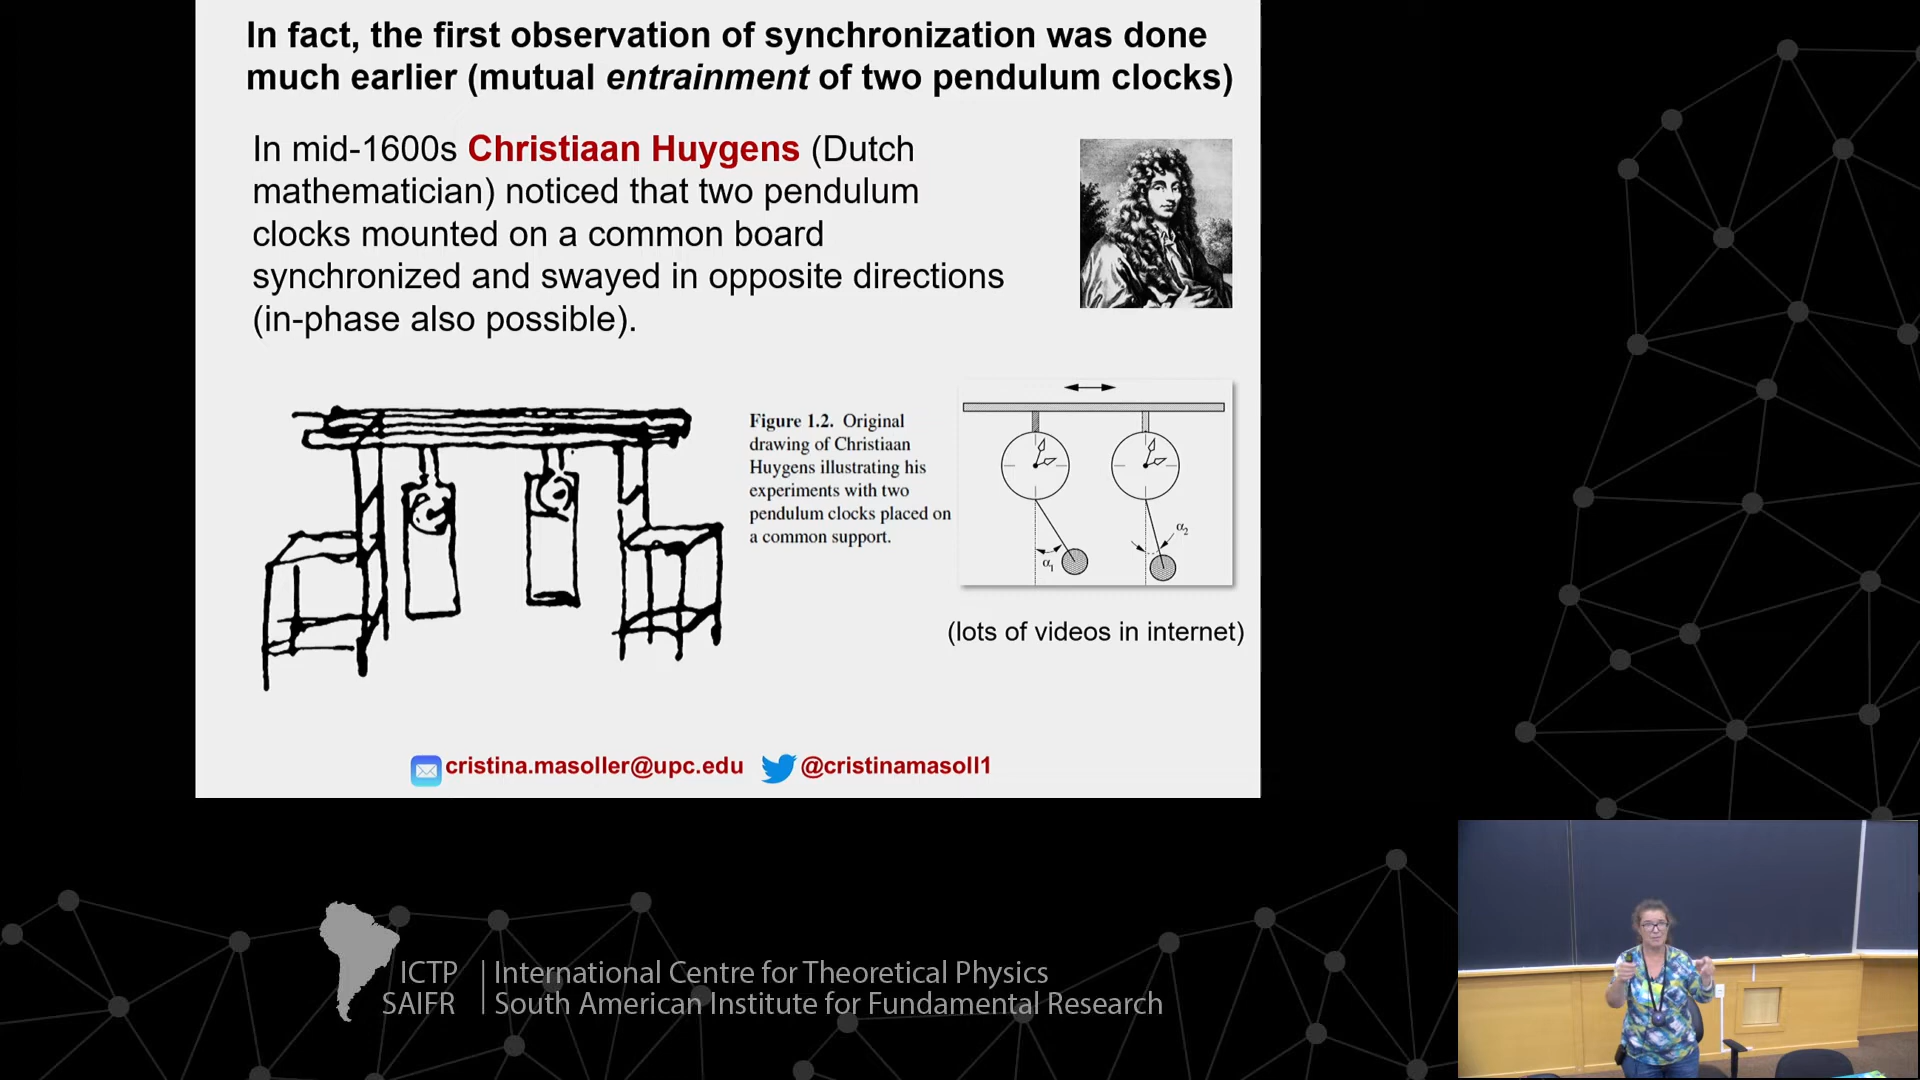 In fact, the first observation of synchronization was done
much earlier (mutual entrainment of two pendulum clocks)
In mid-1600s Christiaan Huygens (Dutch
mathematician) noticed that two pendulum
clocks mounted on a common board
synchronized and swayed in opposite directions
(in-phase also possible).
Figure 1.2. Original
drawing of Christiaan
Huygens illustrating his
experiments with two
pendulum clocks placed on
a common support.
α1
α2
(lots of videos in internet)
cristina.masoller@upc.edu @cristinamasoll1
ICTP International Centre for Theoretical Physics
SAIFR South American Institute for Fundamental Research